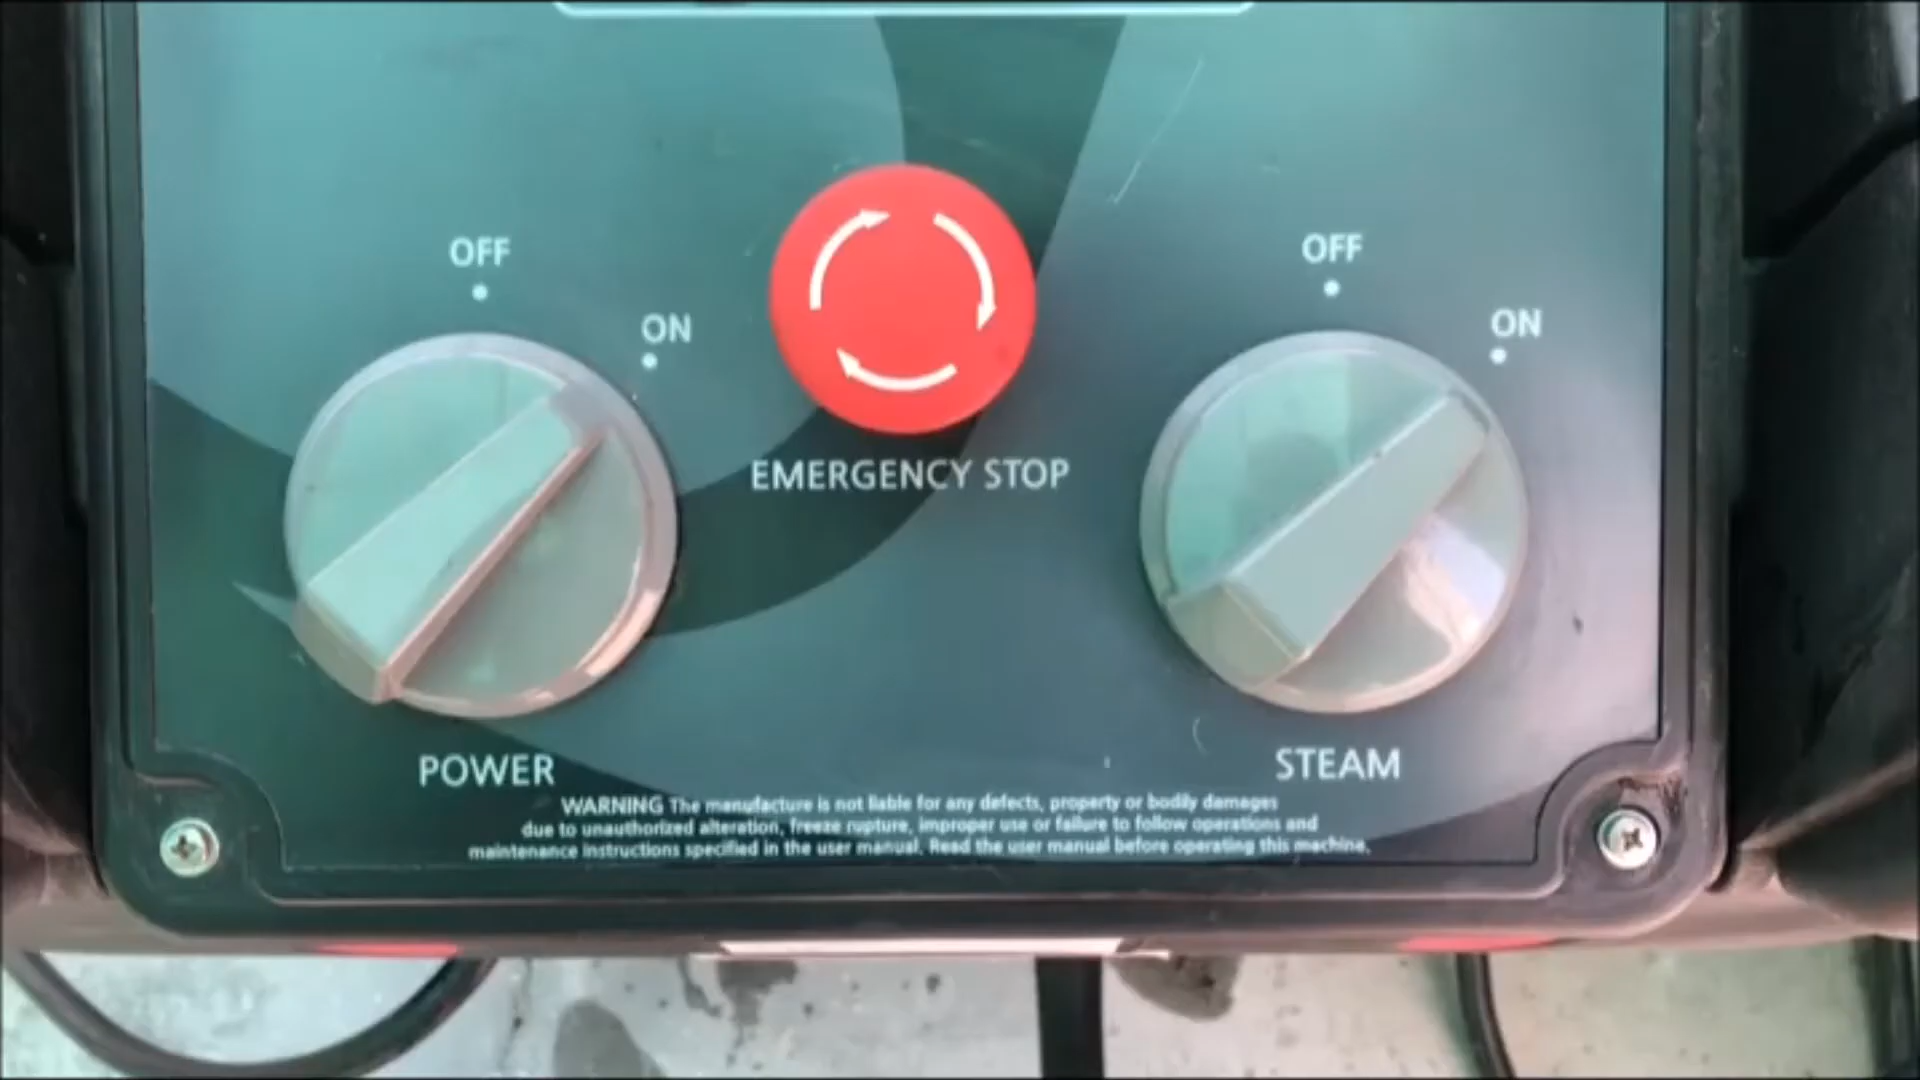 OFF
ON
OFF
ON
EMERGENCY STOP
POWER
STEAM
WARNING The manufacture is not liable for any defects, property or bodily damages
due to unauthorized alteration, freeze rupture, improper use or failure to follow operations and
maintenance instructions specified in the user manual. Read the user manual before operating this machine.